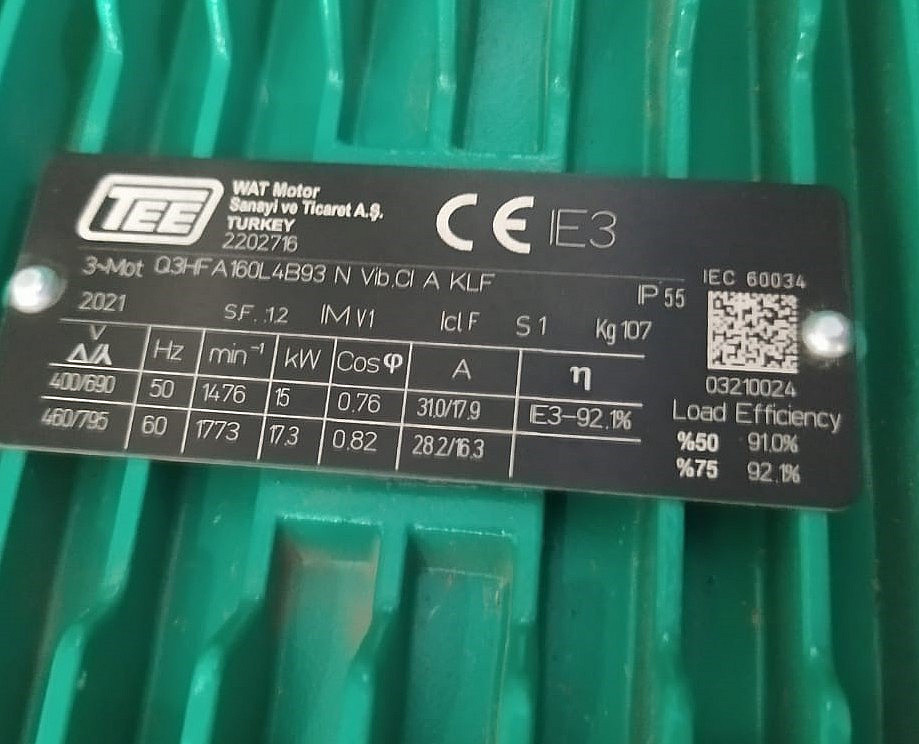 TEE
WAT Motor
Sanayi ve Ticaret A.Ş.
TURKEY
2202716
CE IE3
3~Mot Q3HFA160L4B93 N Vib.Cl A KLF
IP 55
IEC 60034
2021 S.F. :1.2 IM V1 Icl F S 1 Kg 107
V Δ/Y Hz min⁻¹ kW Cosφ A η
400/690 50 1476 15 0.76 31.0/17.9 IE3-92.1%
460/795 60 1773 17.3 0.82 28.2/16.3
03210024
Load Efficiency
%50 91.0%
%75 92.1%